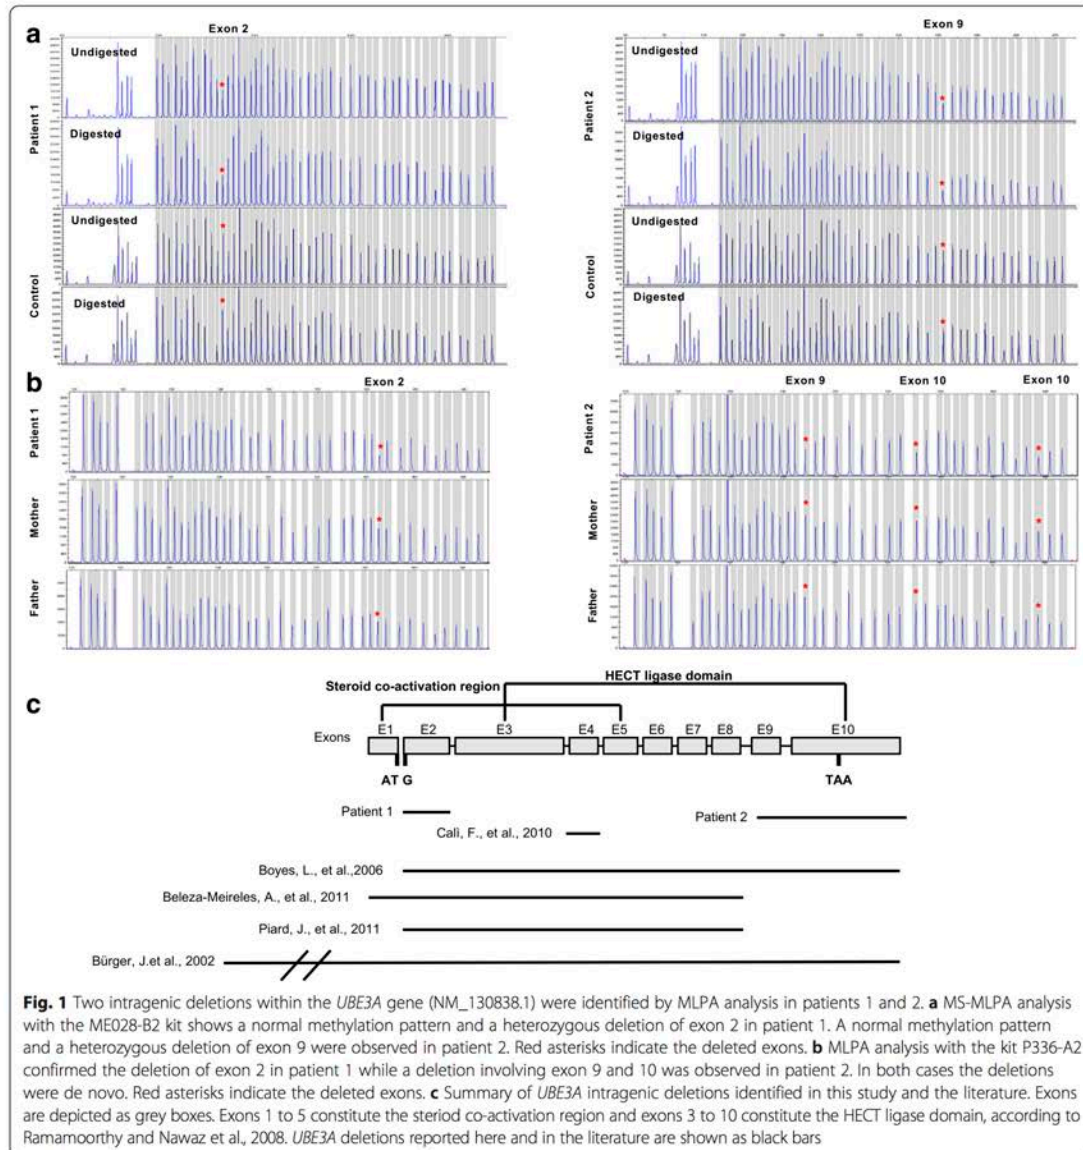 a
Exon 2
Exon 9
Undigested
Undigested
Patient 1
Patient 2
Digested
Digested
Undigested
Undigested
Control
Control
Digested
Digested
b
Exon 2
Exon 9
Exon 10
Exon 10
Patient 1
Patient 2
Mother
Mother
Father
Father
c
HECT ligase domain
Steroid co-activation region
Exons
E1
E2
E3
E4
E5
E6
E7
E8
E9
E10
AT G
TAA
Patient 1
Patient 2
Calì, F., et al., 2010
Boyes, L., et al.,2006
Beleza-Meireles, A., et al., 2011
Piard, J., et al., 2011
Bürger, J.et al., 2002
Fig. 1 Two intragenic deletions within the UBE3A gene (NM_130838.1) were identified by MLPA analysis in patients 1 and 2. a MS-MLPA analysis
with the ME028-B2 kit shows a normal methylation pattern and a heterozygous deletion of exon 2 in patient 1. A normal methylation pattern
and a heterozygous deletion of exon 9 were observed in patient 2. Red asterisks indicate the deleted exons. b MLPA analysis with the kit P336-A2
confirmed the deletion of exon 2 in patient 1 while a deletion involving exon 9 and 10 was observed in patient 2. In both cases the deletions
were de novo. Red asterisks indicate the deleted exons. c Summary of UBE3A intragenic deletions identified in this study and the literature. Exons
are depicted as grey boxes. Exons 1 to 5 constitute the steriod co-activation region and exons 3 to 10 constitute the HECT ligase domain, according to
Ramamoorthy and Nawaz et al., 2008. UBE3A deletions reported here and in the literature are shown as black bars